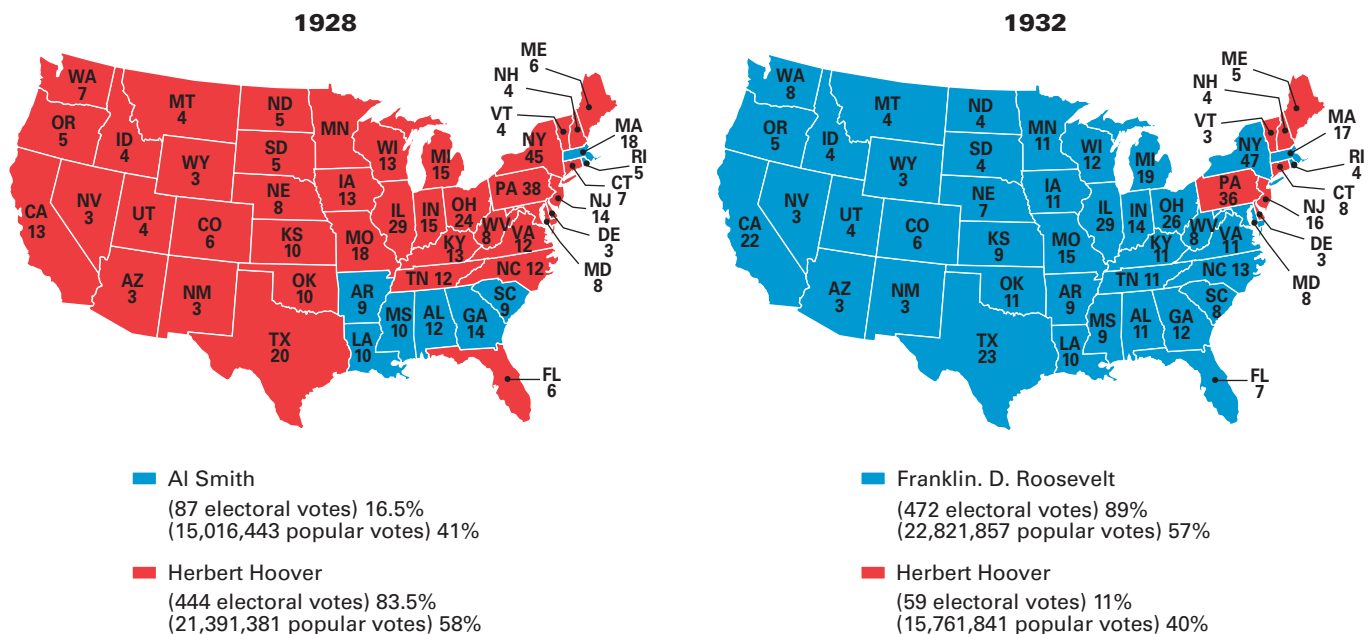 1928
ME
6
NH
4
VT
4
MA
18
RI
5
CT
7
NJ
14
DE
3
MD
8
WA
7
OR
5
ID
4
MT
4
ND
5
MN
WI
13
MI
15
NY
45
WY
3
SD
5
NE
8
IA
13
IL
29
IN
15
OH
24
PA 38
WV
8
VA
12
CA
13
NV
3
UT
4
CO
6
KS
10
MO
18
KY
13
TN 12
NC 12
AZ
3
NM
3
OK
10
AR
9
MS
10
AL
12
GA
14
SC
9
TX
20
LA
10
FL
6
Al Smith
(87 electoral votes) 16.5%
(15,016,443 popular votes) 41%
Herbert Hoover
(444 electoral votes) 83.5%
(21,391,381 popular votes) 58%
1932
ME
5
NH
4
VT
3
MA
17
RI
4
CT
8
NJ
16
DE
3
MD
8
WA
8
OR
5
ID
4
MT
4
ND
4
MN
11
WI
12
MI
19
NY
47
WY
3
SD
4
NE
7
IA
11
IL
29
IN
14
OH
26
PA
36
WV
8
VA
11
CA
22
NV
3
UT
4
CO
6
KS
9
MO
15
KY
11
TN 11
NC 13
AZ
3
NM
3
OK
11
AR
9
MS
9
AL
11
GA
12
SC
8
TX
23
LA
10
FL
7
Franklin. D. Roosevelt
(472 electoral votes) 89%
(22,821,857 popular votes) 57%
Herbert Hoover
(59 electoral votes) 11%
(15,761,841 popular votes) 40%